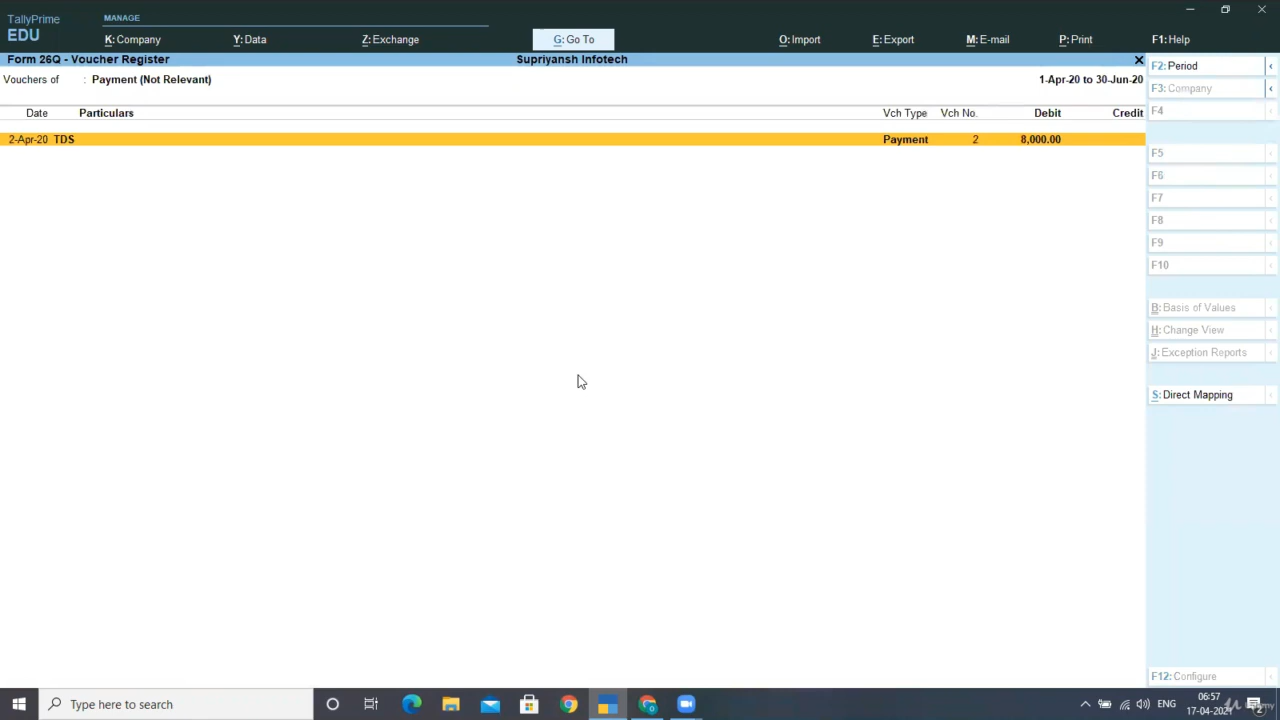 TallyPrime
EDU
MANAGE
K: Company
Y: Data
Z: Exchange
G: Go To
O: Import
E: Export
M: E-mail
P: Print
F1: Help
Form 26Q - Voucher Register
Supriyansh Infotech
Vouchers of : Payment (Not Relevant)
1-Apr-20 to 30-Jun-20
Date Particulars Vch Type Vch No. Debit Credit
2-Apr-20 TDS Payment 2 8,000.00
F2: Period
F3: Company
F4
F5
F6
F7
F8
F9
F10
B: Basis of Values
H: Change View
J: Exception Reports
S: Direct Mapping
F12: Configure
Type here to search
ENG
06:57
17-04-2021
2